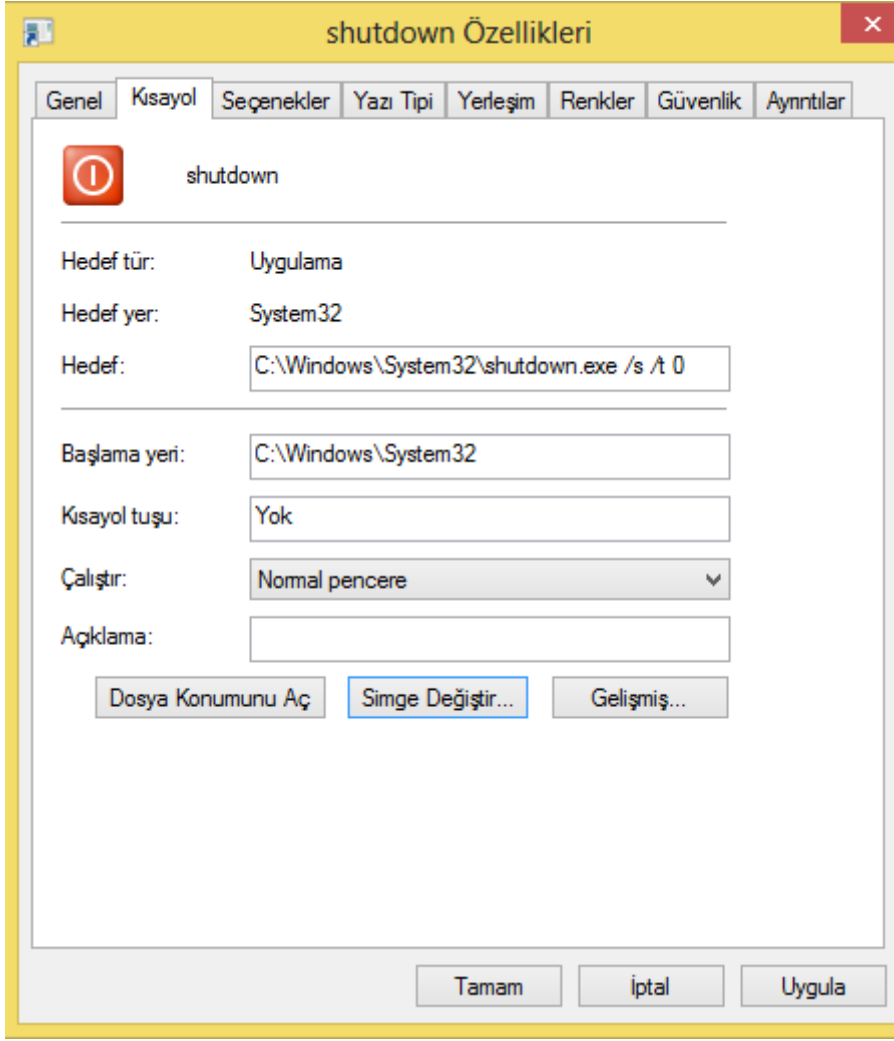 shutdown Özellikleri
Genel Kısayol Seçenekler Yazı Tipi Yerleşim Renkler Güvenlik Ayrıntılar
shutdown
Hedef tür: Uygulama
Hedef yer: System32
Hedef: C:\Windows\System32\shutdown.exe /s /t 0
Başlama yeri: C:\Windows\System32
Kısayol tuşu: Yok
Çalıştır: Normal pencere
Açıklama:
Dosya Konumunu Aç Simge Değiştir... Gelişmiş...
Tamam İptal Uygula